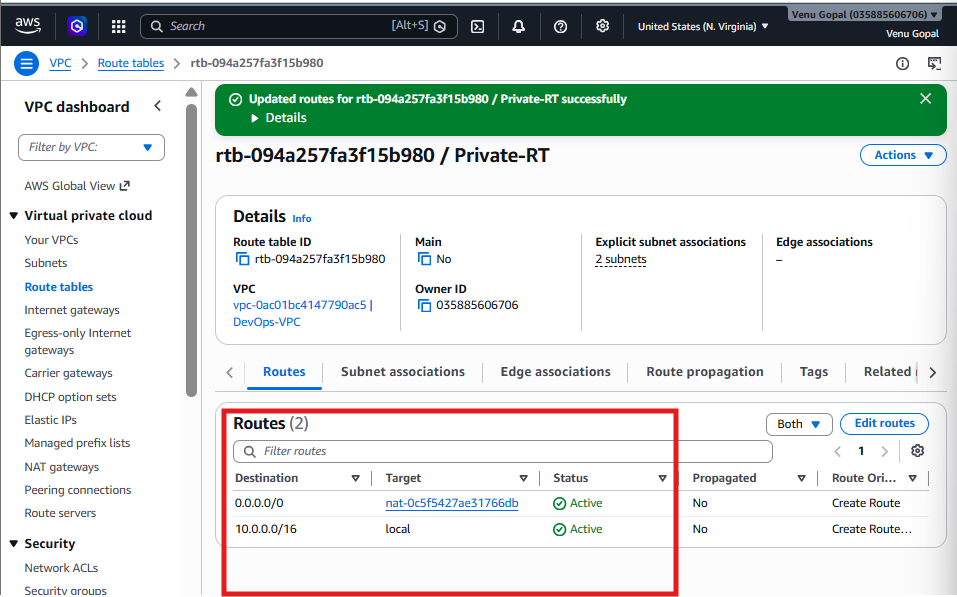 aws
Search [Alt+S]
United States (N. Virginia)
Venu Gopal (035885606706)
Venu Gopal
VPC > Route tables > rtb-094a257fa3f15b980
VPC dashboard
Filter by VPC:
AWS Global View
Virtual private cloud
Your VPCs
Subnets
Route tables
Internet gateways
Egress-only Internet
gateways
Carrier gateways
DHCP option sets
Elastic IPs
Managed prefix lists
NAT gateways
Peering connections
Route servers
Security
Network ACLs
Security groups
Updated routes for rtb-094a257fa3f15b980 / Private-RT successfully
Details
rtb-094a257fa3f15b980 / Private-RT
Actions
Details Info
Route table ID
rtb-094a257fa3f15b980
Main
No
Explicit subnet associations
2 subnets
Edge associations
–
VPC
vpc-0ac01bc4147790ac5 |
DevOps-VPC
Owner ID
035885606706
Routes Subnet associations Edge associations Route propagation Tags Related
Routes (2)
Both
Edit routes
Filter routes
1
Destination Target Status Propagated Route Ori...
0.0.0.0/0 nat-0c5f5427ae31766db Active No Create Route
10.0.0.0/16 local Active No Create Route...